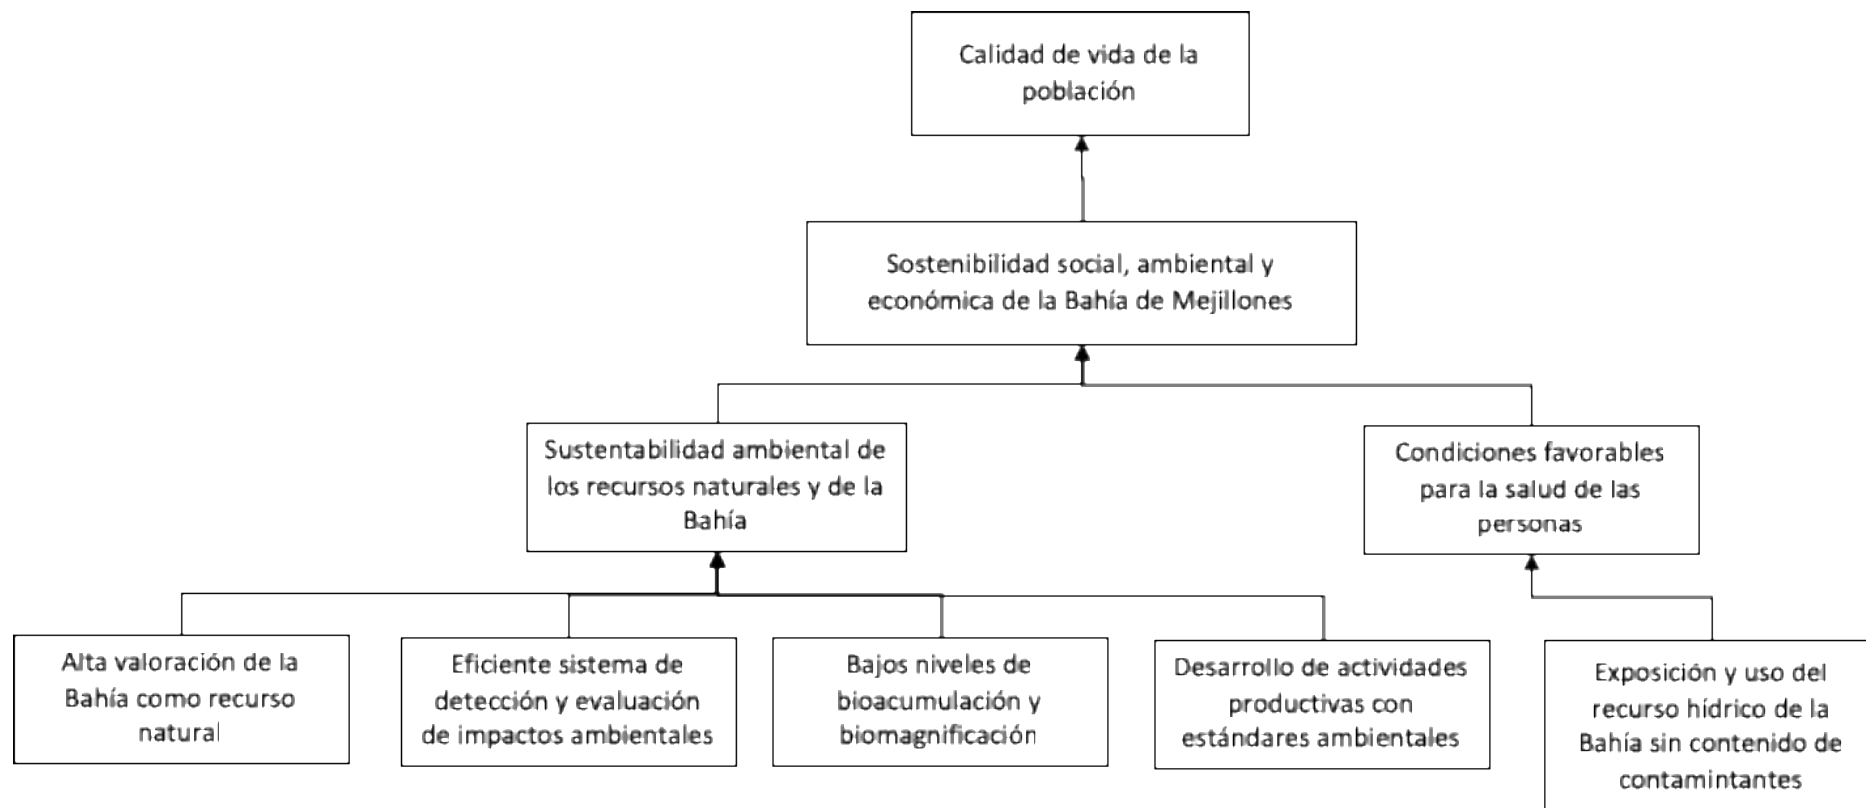 Calidad de vida de la
población
Sostenibilidad social, ambiental y
económica de la Bahía de Mejillones
Sustentabilidad ambiental de
los recursos naturales y de la
Bahía
Condiciones favorables
para la salud de las
personas
Alta valoración de la
Bahía como recurso
natural
Eficiente sistema de
detección y evaluación
de impactos ambientales
Bajos niveles de
bioacumulación y
biomagnificación
Desarrollo de actividades
productivas con
estándares ambientales
Exposición y uso del
recurso hídrico de la
Bahía sin contenido de
contamintantes